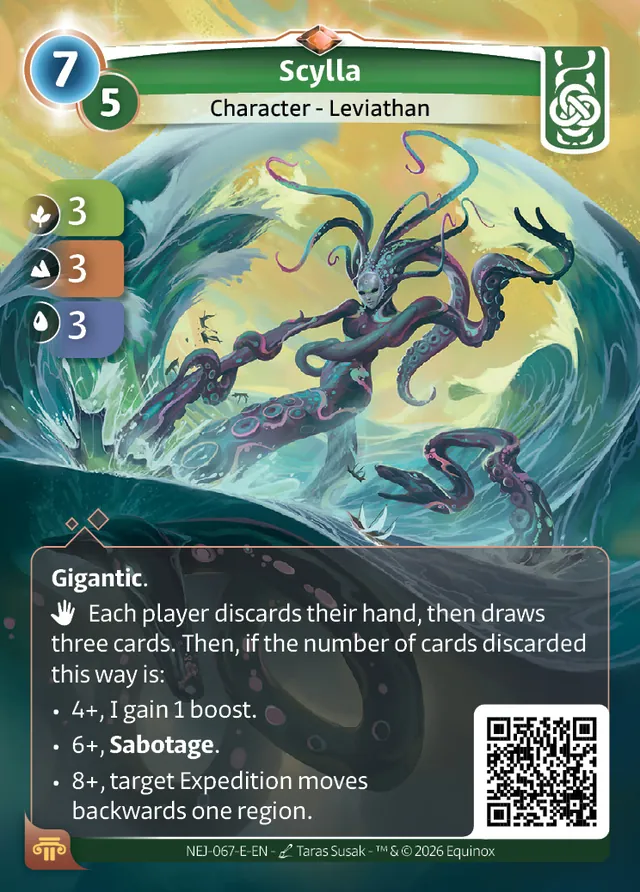 7
5
Scylla
Character - Leviathan
3
3
3
Gigantic.
Each player discards their hand, then draws
three cards. Then, if the number of cards discarded
this way is:
• 4+, I gain 1 boost.
• 6+, Sabotage.
• 8+, target Expedition moves
backwards one region.
NEJ-067-E-EN - Taras Susak - ™ & © 2026 Equinox